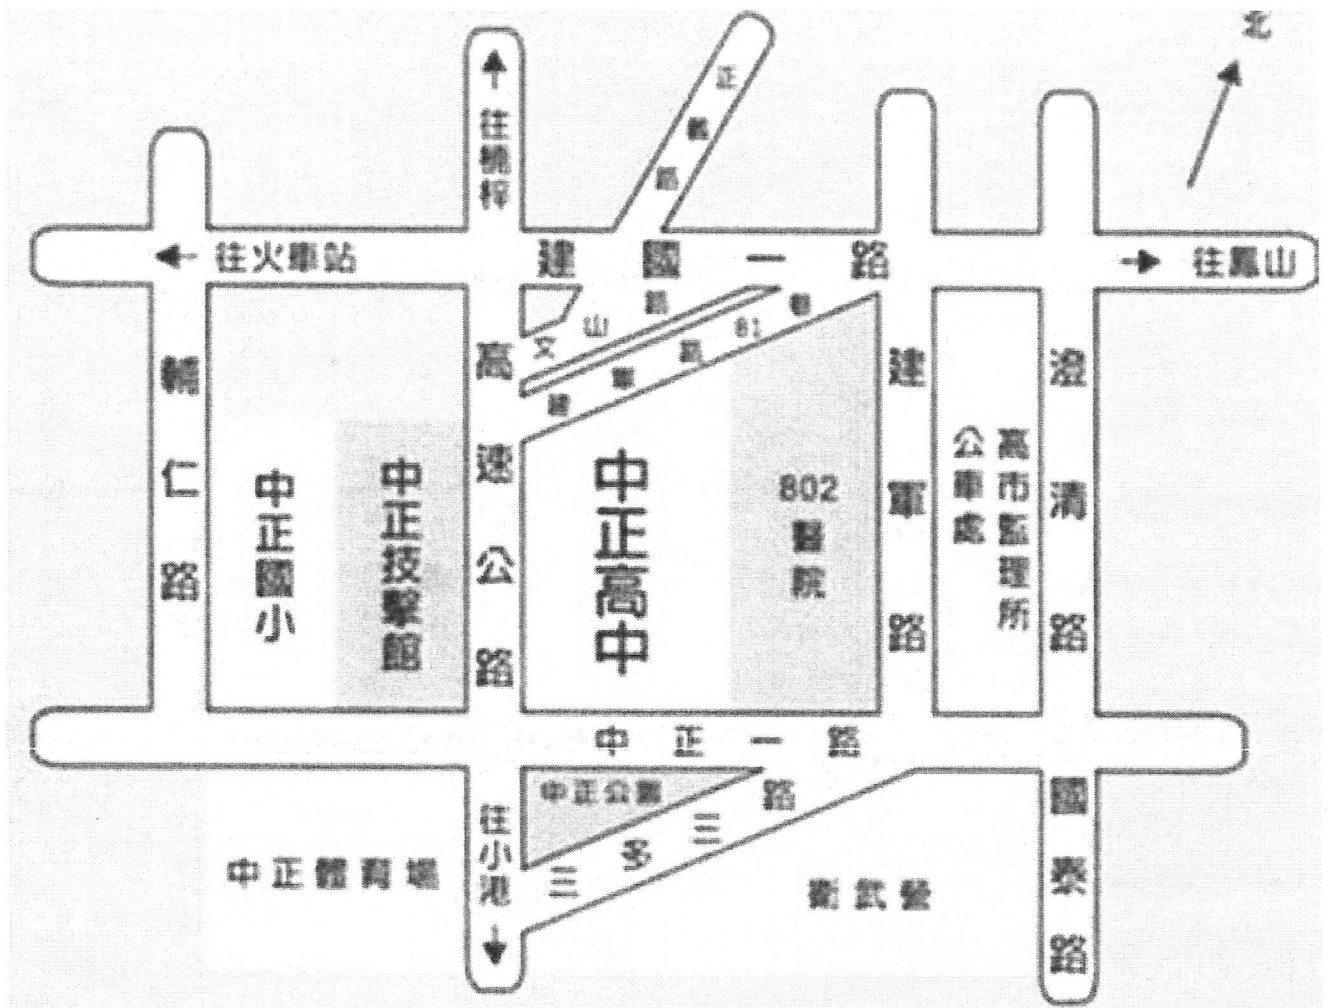 北
正義路
往楠梓
往火車站
建國一路
往鳳山
文山路
建軍路81巷
輔仁路
高速公路
建軍路
澄清路
中正國小
中正技擊館
中正高中
802
醫院
高市監理所
公車處
中正一路
中正公園
三多三路
國泰路
往小港
中正體育場
衛武營